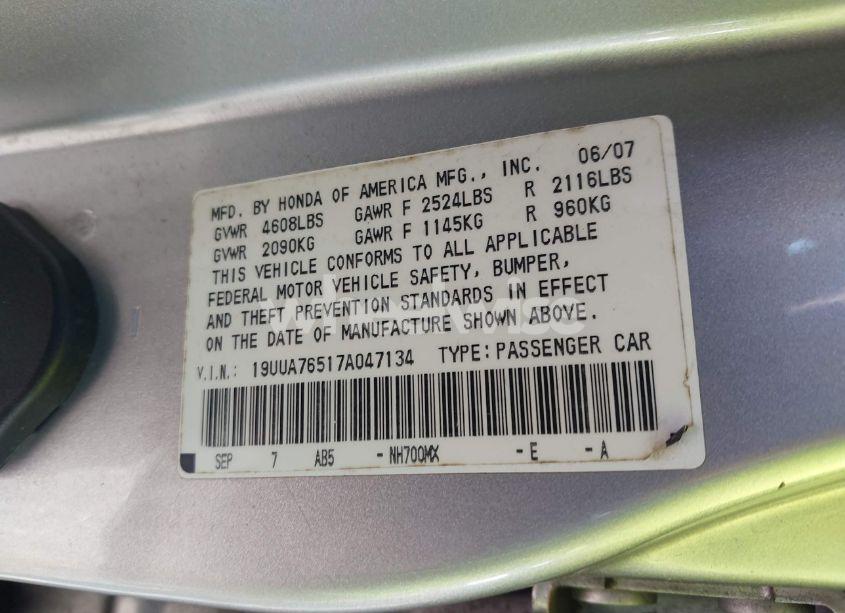 MFD. BY HONDA OF AMERICA MFG., INC. 06/07
GVWR 4608LBS GAWR F 2524LBS R 2116LBS
GVWR 2090KG GAWR F 1145KG R 960KG
THIS VEHICLE CONFORMS TO ALL APPLICABLE
FEDERAL MOTOR VEHICLE SAFETY, BUMPER,
AND THEFT PREVENTION STANDARDS IN EFFECT
ON THE DATE OF MANUFACTURE SHOWN ABOVE.
V.I.N.: 19UUA76517A047134 TYPE: PASSENGER CAR
SEP 7 AB5 - NH700MX - E - A